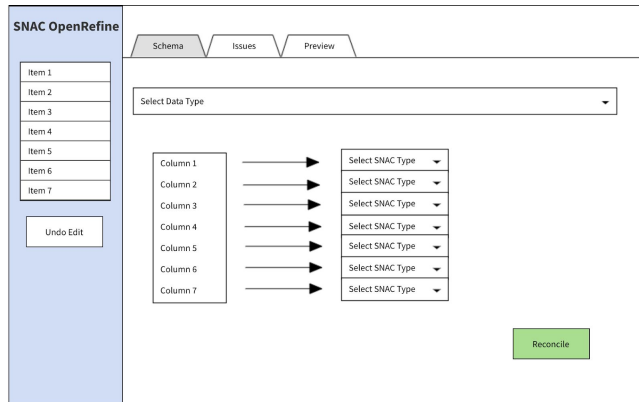 SNAC OpenRefine
Item 1
Item 2
Item 3
Item 4
Item 5
Item 6
Item 7
Undo Edit
Schema Issues Preview
Select Data Type
Column 1 Select SNAC Type
Column 2 Select SNAC Type
Column 3 Select SNAC Type
Column 4 Select SNAC Type
Column 5 Select SNAC Type
Column 6 Select SNAC Type
Column 7 Select SNAC Type
Reconcile